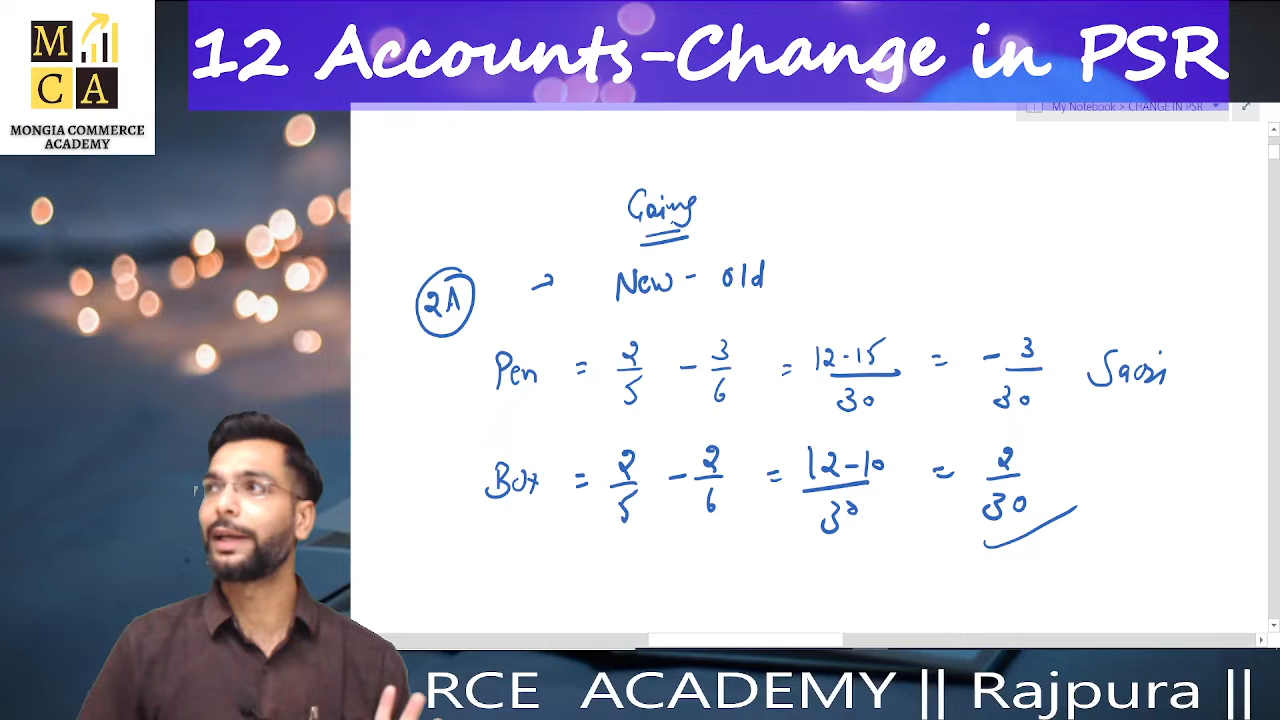 12 Accounts-Change in PSR
M
C A
MONGIA COMMERCE
ACADEMY
My Notebook > CHANGE IN PSR
Gaing
2A → New - old
Pen = 2/5 - 3/6 = 12-15/30 = - 3/30 Sacri
Box = 2/5 - 2/6 = 12-10/30 = 2/30
RCE ACADEMY || Rajpura ||